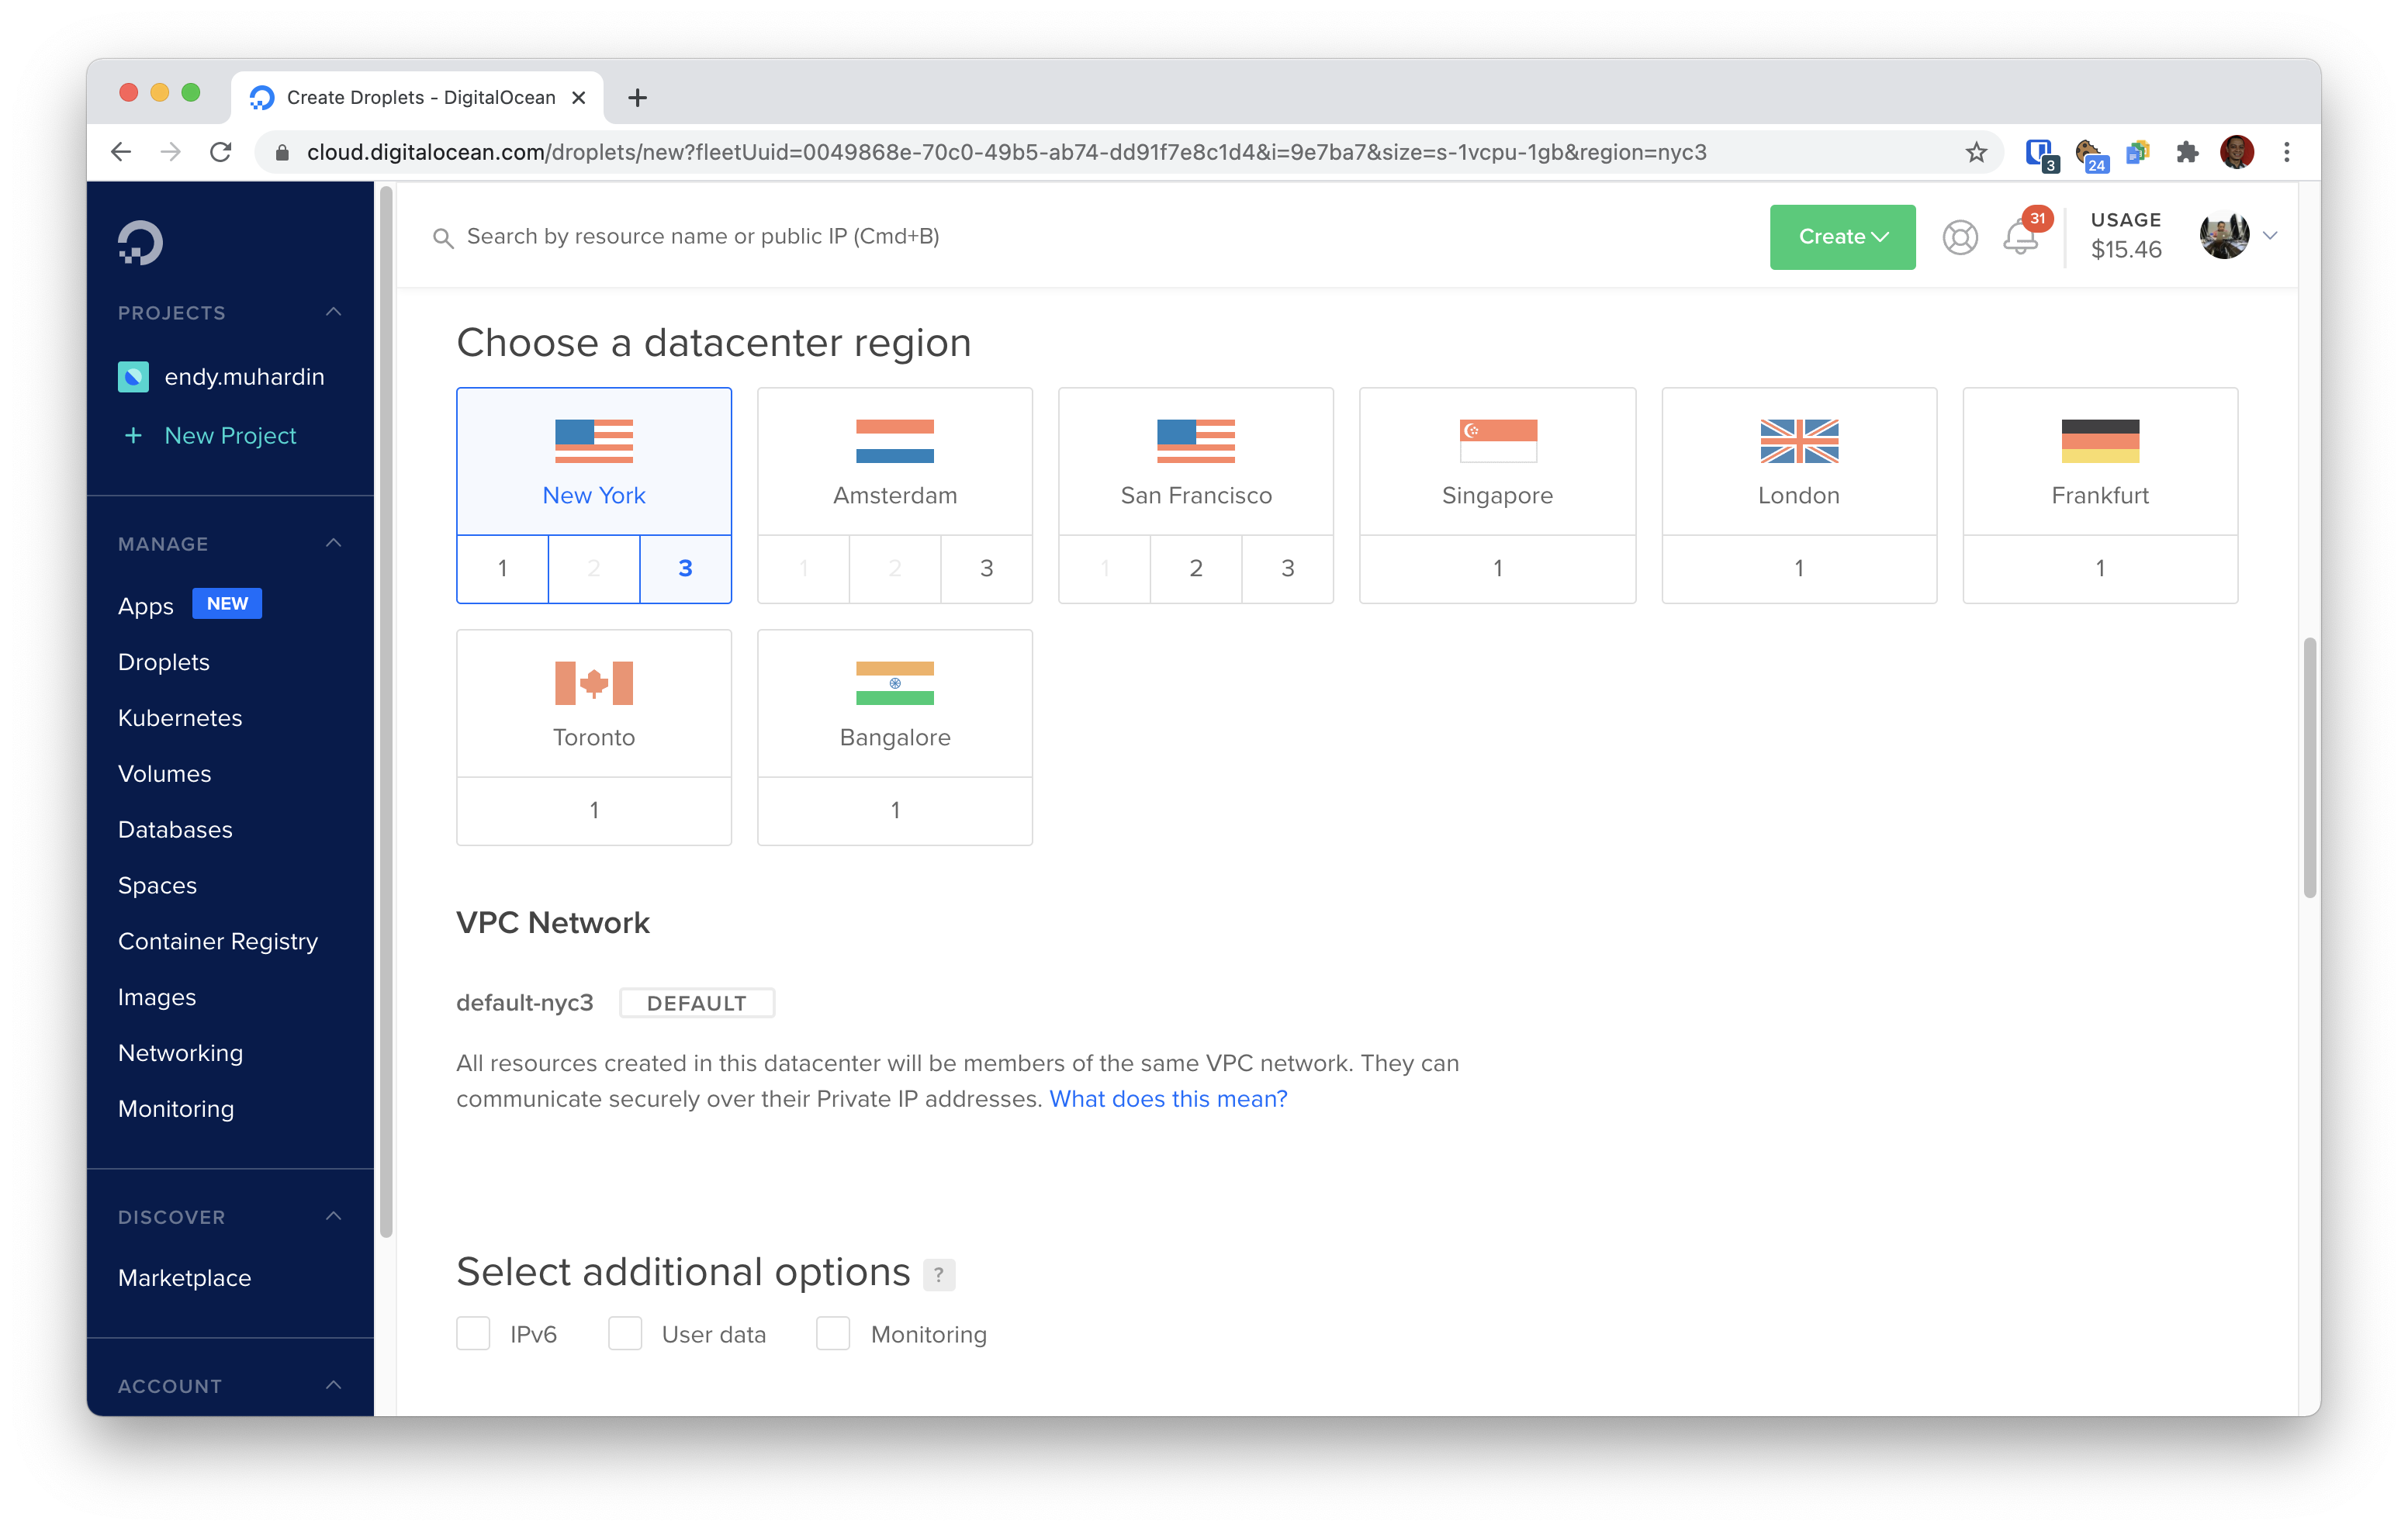 Create Droplets - DigitalOcean
cloud.digitalocean.com/droplets/new?fleetUuid=0049868e-70c0-49b5-ab74-dd91f7e8c1d4&i=9e7ba7&size=s-1vcpu-1gb&region=nyc3
3
24
PROJECTS
endy.muhardin
+ New Project
MANAGE
Apps NEW
Droplets
Kubernetes
Volumes
Databases
Spaces
Container Registry
Images
Networking
Monitoring
DISCOVER
Marketplace
ACCOUNT
Search by resource name or public IP (Cmd+B)
Create
31
USAGE
$15.46
Choose a datacenter region
New York
1 2 3
Amsterdam
1 2 3
San Francisco
1 2 3
Singapore
1
London
1
Frankfurt
1
Toronto
1
Bangalore
1
VPC Network
default-nyc3 DEFAULT
All resources created in this datacenter will be members of the same VPC network. They can
communicate securely over their Private IP addresses. What does this mean?
Select additional options ?
IPv6 User data Monitoring